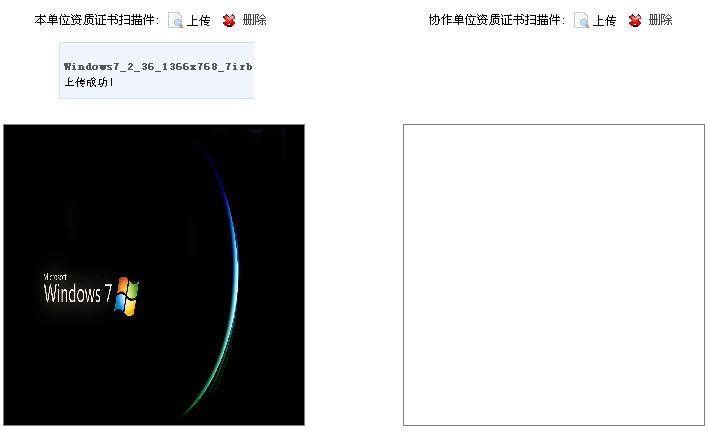 本单位资质证书扫描件： 上传 删除
协作单位资质证书扫描件： 上传 删除
Windows7_2_36_1366x768_7irb
上传成功！
Microsoft
Windows 7